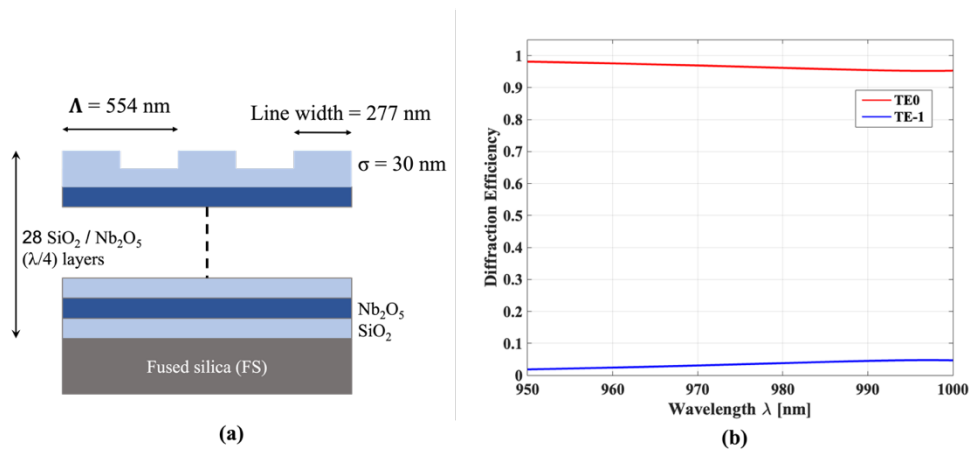 Λ = 554 nm
Line width = 277 nm
σ = 30 nm
28 SiO₂ / Nb₂O₅
(λ/4) layers
Nb₂O₅
SiO₂
Fused silica (FS)
(a)
1
0.9
0.8
0.7
0.6
0.5
0.4
0.3
0.2
0.1
0
Diffraction Efficiency
TE0
TE-1
950
960
970
980
990
1000
Wavelength λ [nm]
(b)